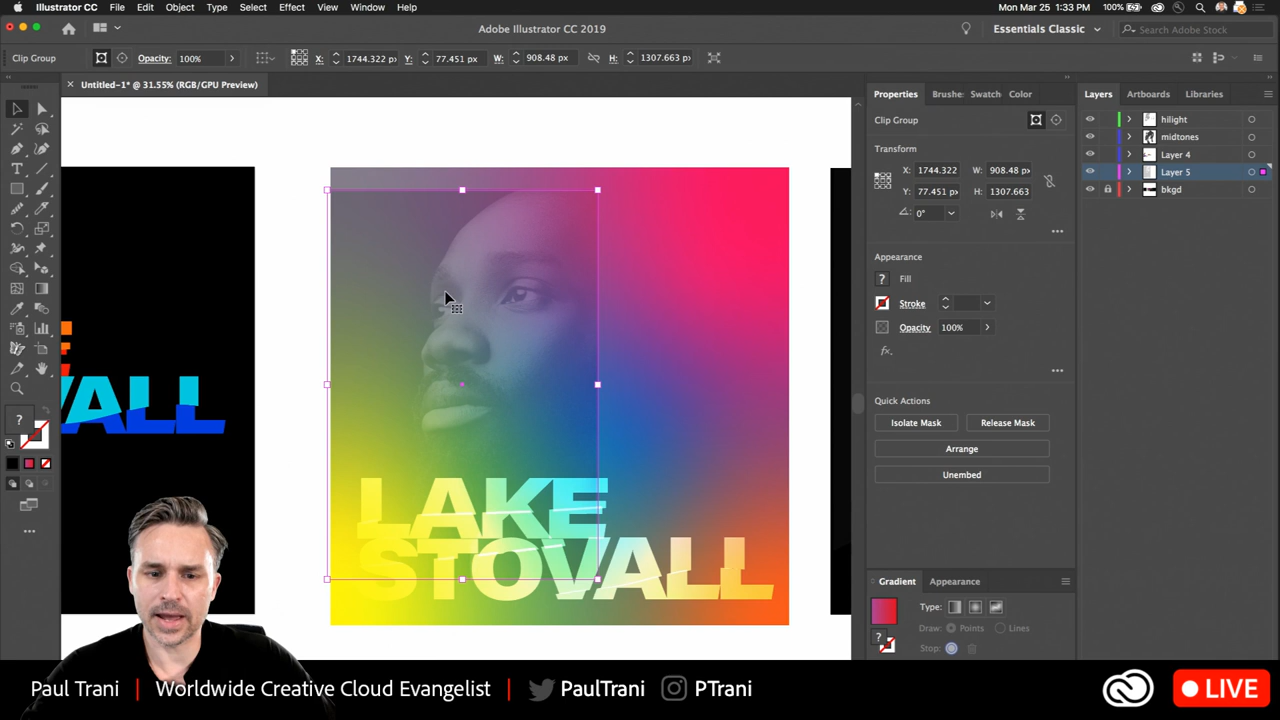 Illustrator CC File Edit Object Type Select Effect View Window Help
100% Mon Mar 25 1:33 PM
Adobe Illustrator CC 2019
Essentials Classic
Search Adobe Stock
Clip Group
Opacity: 100%
X: 1744.322 px
Y: 77.451 px
W: 908.48 px
H: 1307.663 px
Untitled-1* @ 31.55% (RGB/GPU Preview)
Properties Brushe Swatch Color
Clip Group
Transform
X: 1744.322 W: 908.48 px
Y: 77.451 px H: 1307.663
0°
Appearance
? Fill
Stroke
Opacity 100%
fx.
Quick Actions
Isolate Mask Release Mask
Arrange
Unembed
Gradient Appearance
Type:
Draw: Points Lines
? Stop:
Layers Artboards Libraries
hilight
midtones
Layer 4
Layer 5
bkgd
T
?
VALL
LAKE
STOVALL
Paul Trani | Worldwide Creative Cloud Evangelist | PaulTrani PTrani
LIVE